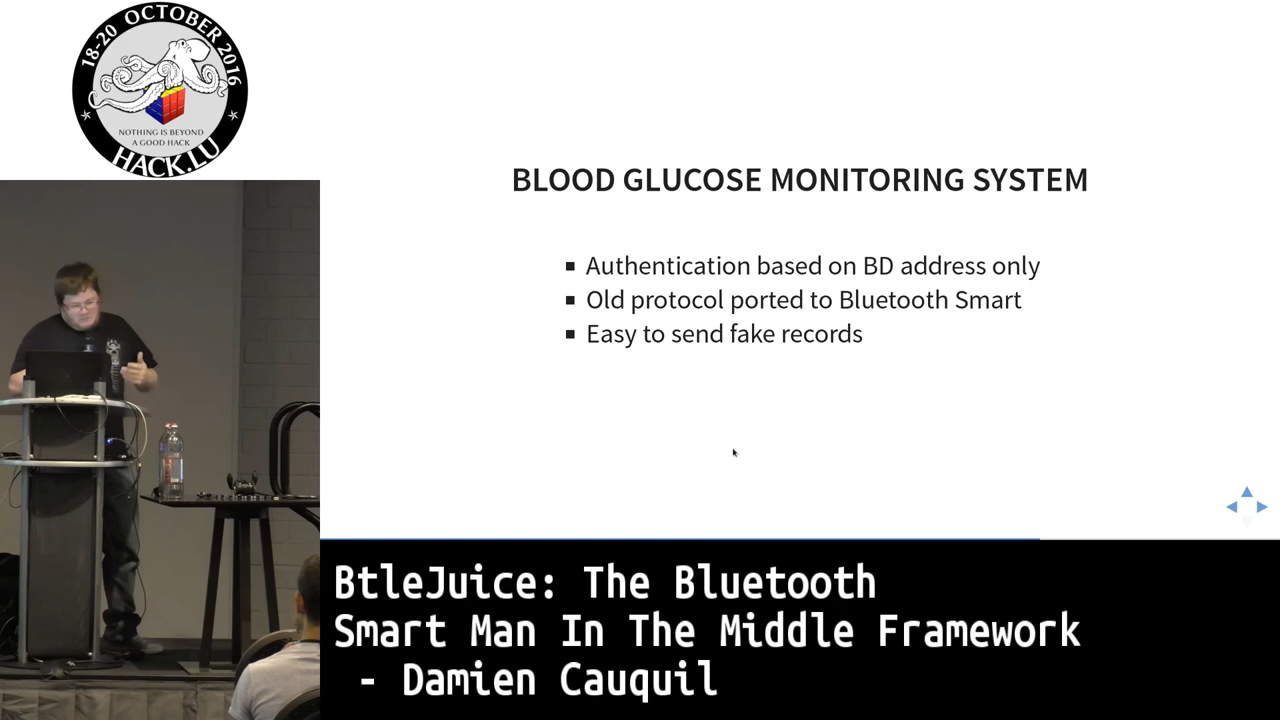 18-20 OCTOBER 2016
NOTHING IS BEYOND
A GOOD HACK
HACK.LU
BLOOD GLUCOSE MONITORING SYSTEM
Authentication based on BD address only
Old protocol ported to Bluetooth Smart
Easy to send fake records
BtleJuice: The Bluetooth
Smart Man In The Middle Framework
- Damien Cauquil